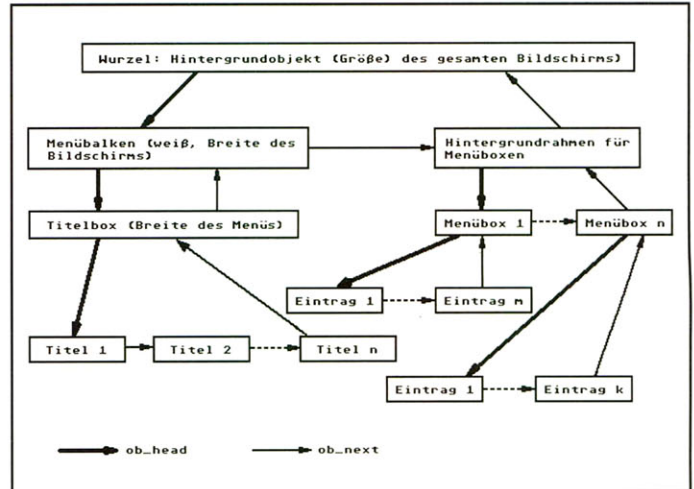 Wurzel: Hintergrundobjekt (Größe) des gesamten Bildschirms)
Menübalken (weiß, Breite des
Bildschirms)
Hintergrundrahmen für
Menüboxen
Titelbox (Breite des Menüs)
Menübox 1
Menübox n
Eintrag 1
Eintrag m
Titel 1
Titel 2
Titel n
Eintrag 1
Eintrag k
ob_head
ob_next